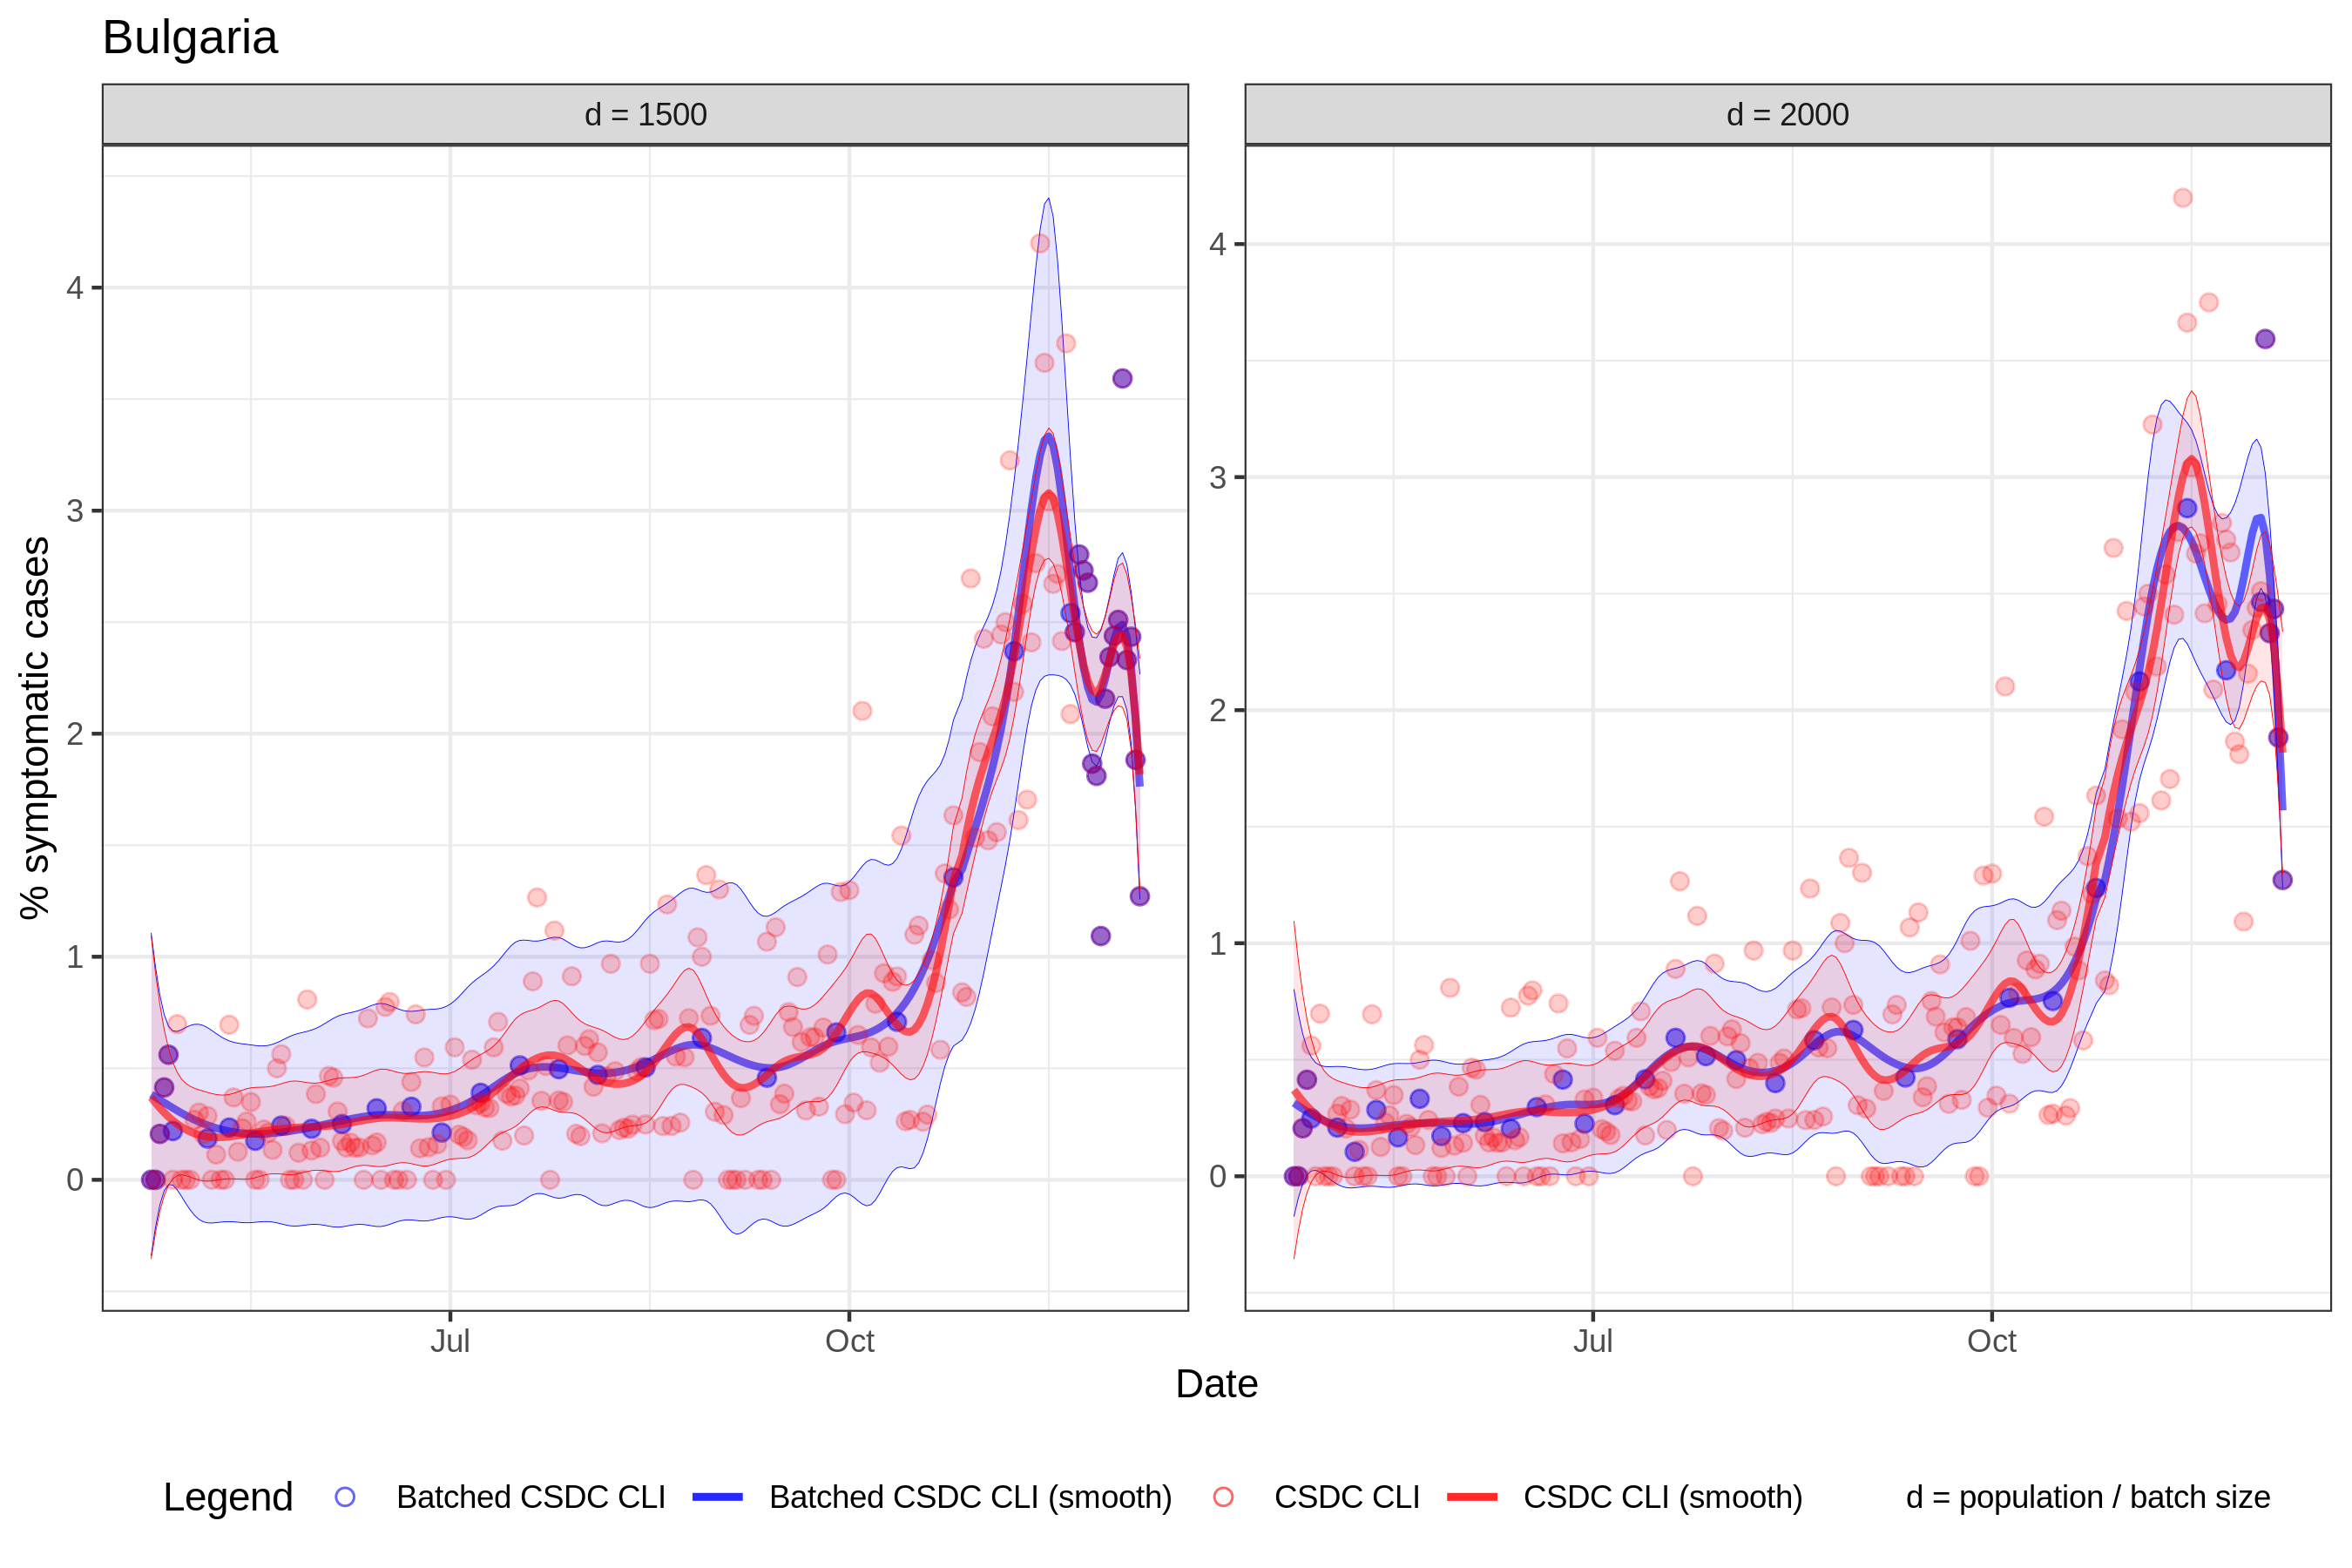 Bulgaria
d = 1500
d = 2000
% symptomatic cases
4
3
2
1
0
4
3
2
1
0
Jul
Oct
Jul
Oct
Date
Legend
Batched CSDC CLI
Batched CSDC CLI (smooth)
CSDC CLI
CSDC CLI (smooth)
d = population / batch size